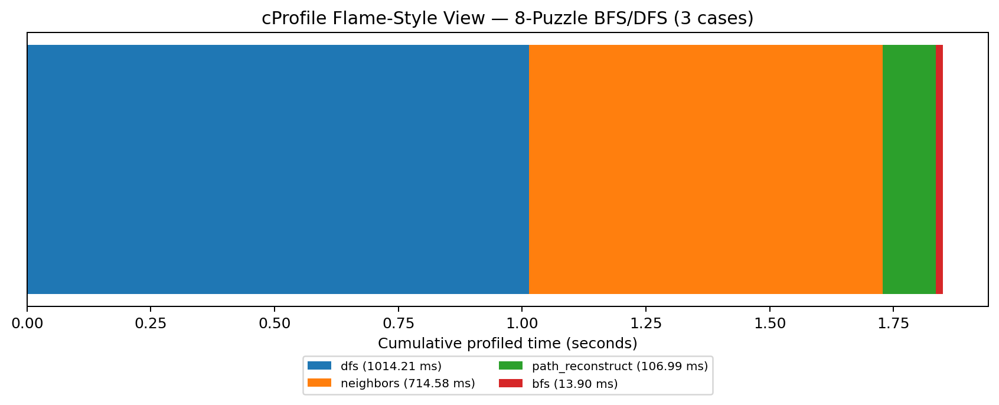 cProfile Flame-Style View — 8-Puzzle BFS/DFS (3 cases)
0.00 0.25 0.50 0.75 1.00 1.25 1.50 1.75
Cumulative profiled time (seconds)
dfs (1014.21 ms)
neighbors (714.58 ms)
path_reconstruct (106.99 ms)
bfs (13.90 ms)